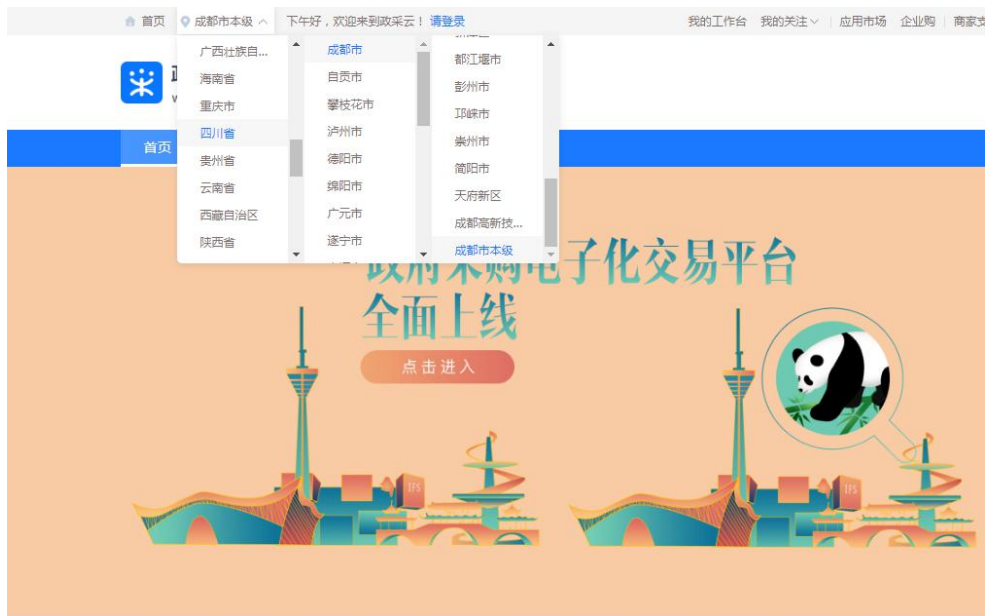 首页 成都市本级 下午好，欢迎来到政采云！请登录 我的工作台 我的关注 应用市场 企业购 商家支
广西壮族自...
海南省
重庆市
四川省
贵州省
云南省
西藏自治区
陕西省
成都市
自贡市
攀枝花市
泸州市
德阳市
绵阳市
广元市
遂宁市
都江堰市
彭州市
邛崃市
崇州市
简阳市
天府新区
成都高新技...
成都市本级
首页
政府采购电子化交易平台
全面上线
点击进入
IFS
IFS